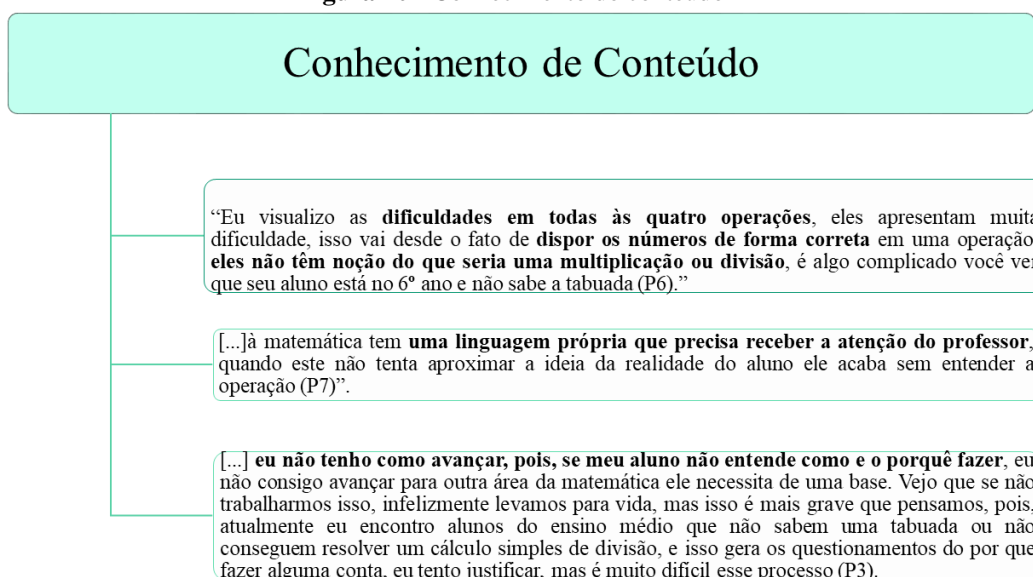 Conhecimento de Conteúdo
“Eu visualizo as dificuldades em todas às quatro operações, eles apresentam muita
dificuldade, isso vai desde o fato de dispor os números de forma correta em uma operação
eles não têm noção do que seria uma multiplicação ou divisão, é algo complicado você ver
que seu aluno está no 6º ano e não sabe a tabuada (P6).”
[...]à matemática tem uma linguagem própria que precisa receber a atenção do professor,
quando este não tenta aproximar a ideia da realidade do aluno ele acaba sem entender a
operação (P7)”.
[...] eu não tenho como avançar, pois, se meu aluno não entende como e o porquê fazer, eu
não consigo avançar para outra área da matemática ele necessita de uma base. Vejo que se não
trabalharmos isso, infelizmente levamos para vida, mas isso é mais grave que pensamos, pois,
atualmente eu encontro alunos do ensino médio que não sabem uma tabuada ou não
conseguem resolver um cálculo simples de divisão, e isso gera os questionamentos do por que
fazer alguma conta, eu tento justificar, mas é muito difícil esse processo (P3).